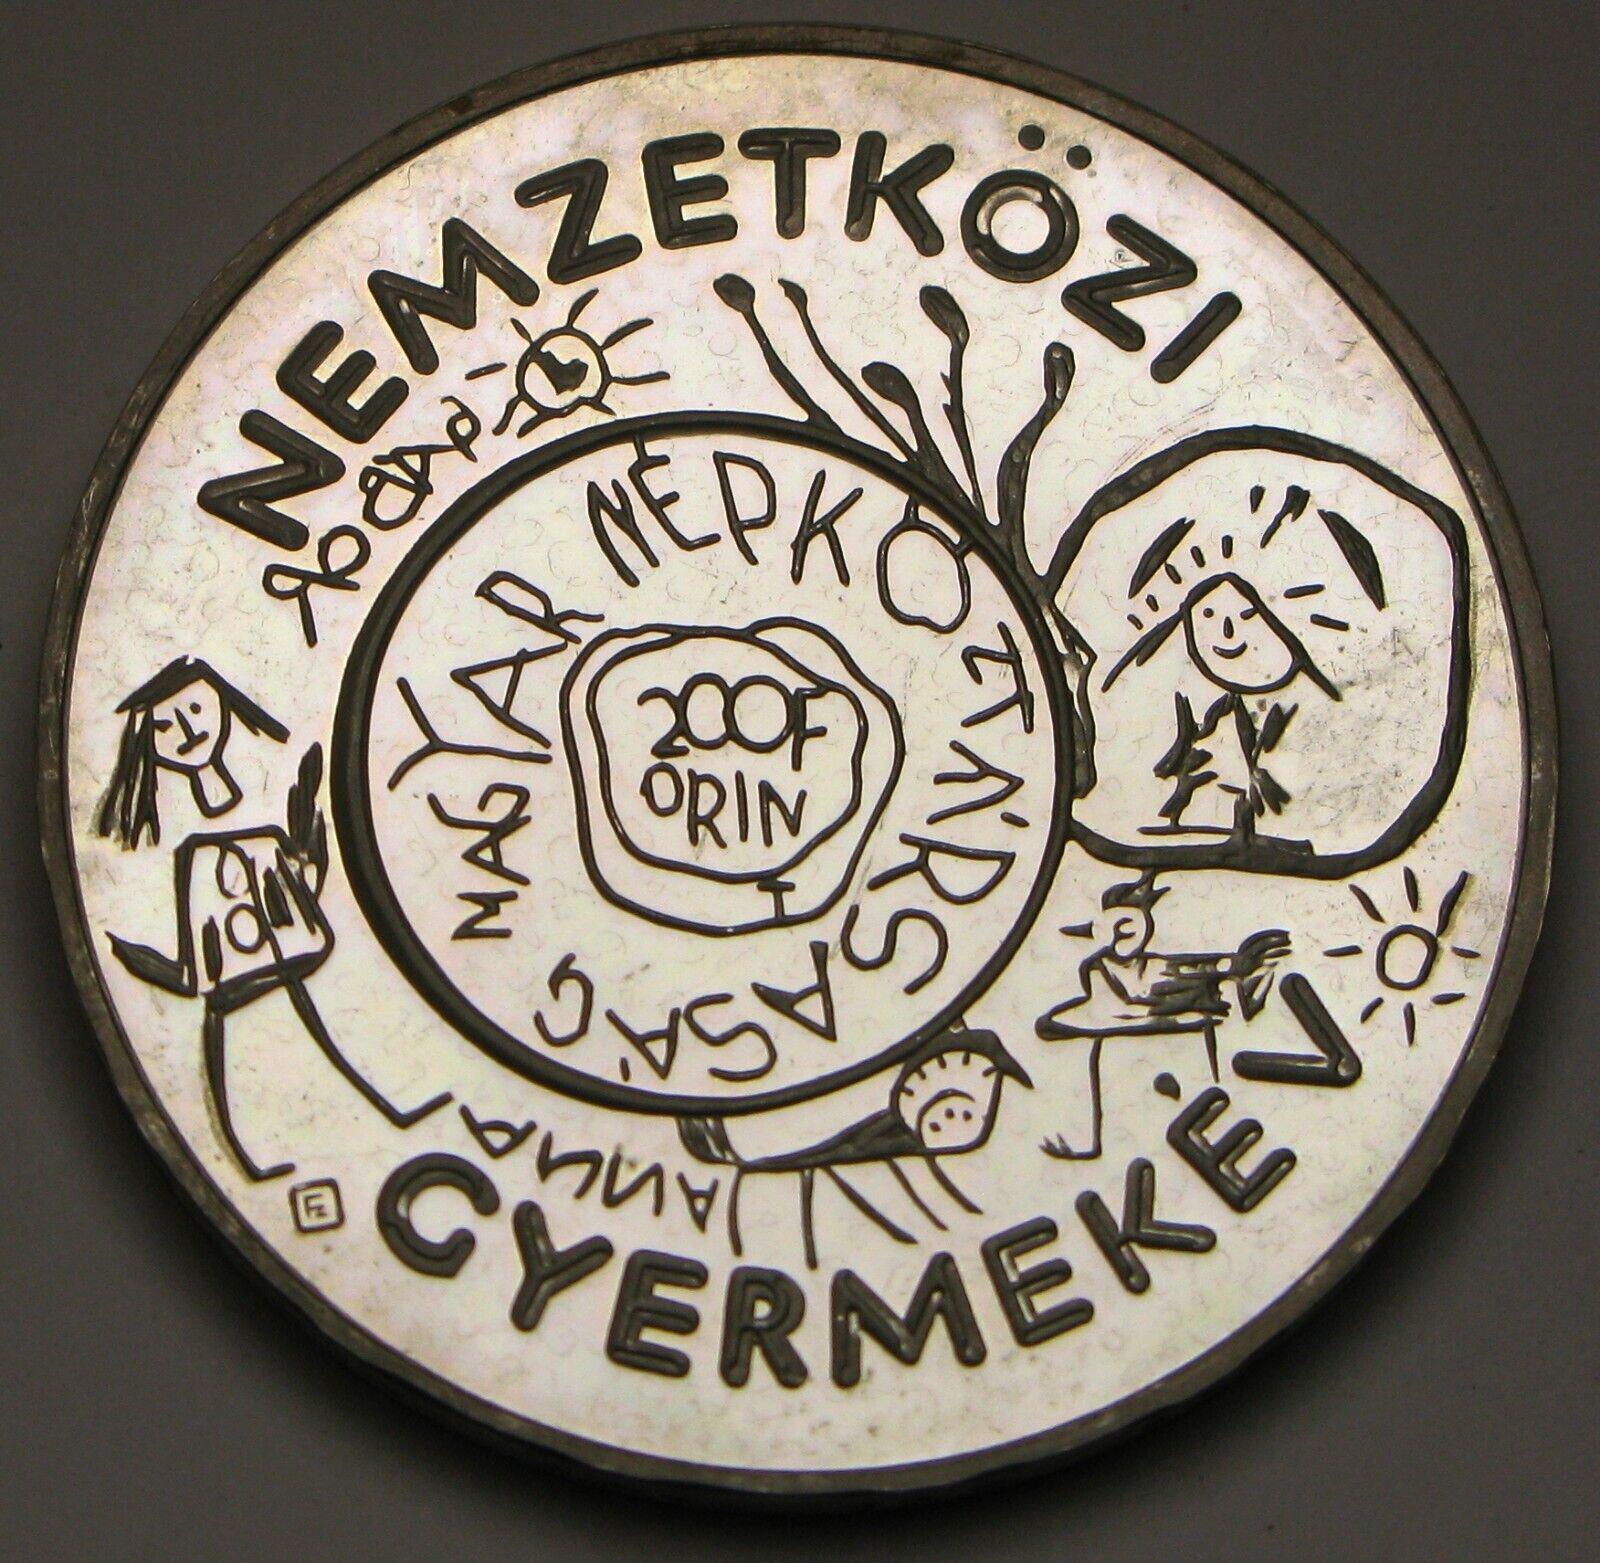 NEMZETKÖZI
GYERMEKÉV
MAGYAR NÉPKÖZTÁRSASÁG
200 F
ORIN
T
ANNA